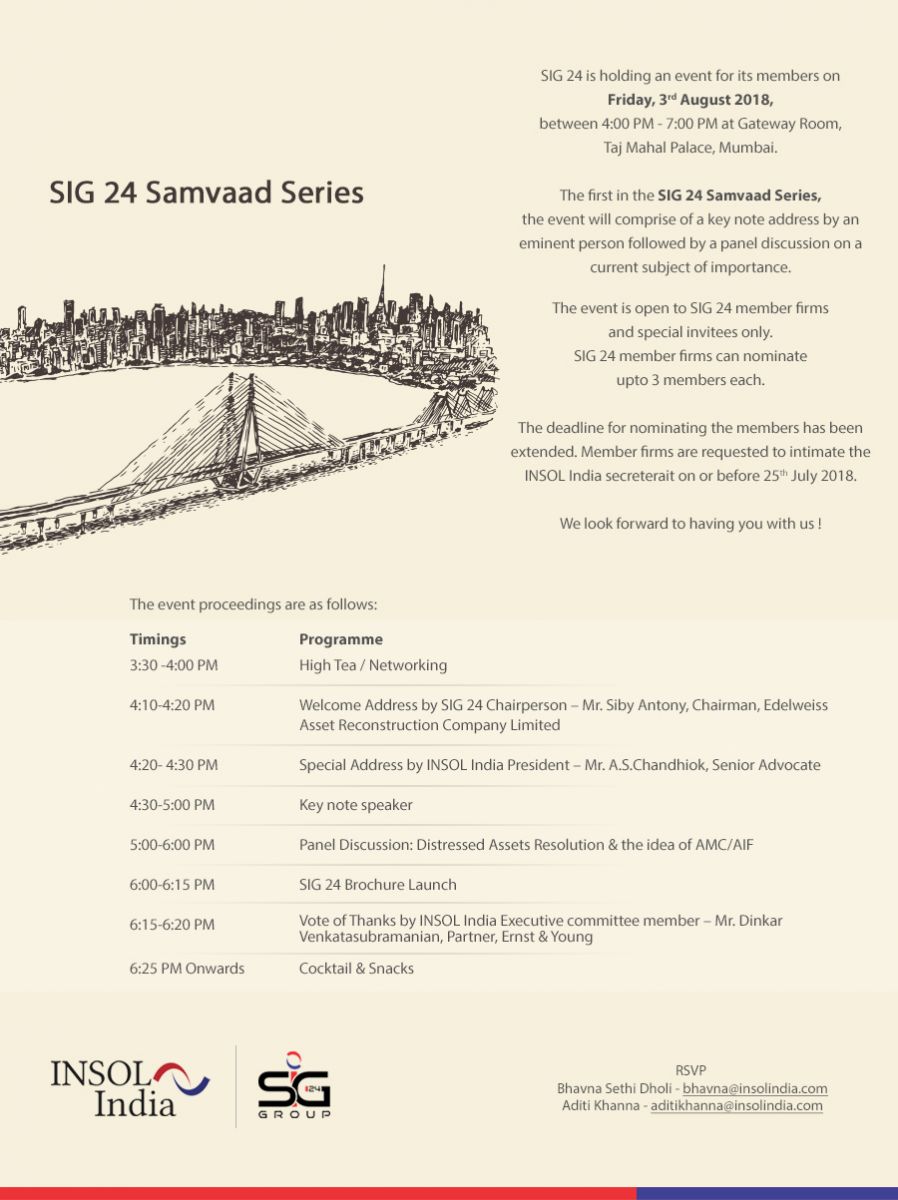 SIG 24 Samvaad Series
SIG 24 is holding an event for its members on
Friday, 3rd August 2018,
between 4:00 PM - 7:00 PM at Gateway Room,
Taj Mahal Palace, Mumbai.
The first in the SIG 24 Samvaad Series,
the event will comprise of a key note address by an
eminent person followed by a panel discussion on a
current subject of importance.
The event is open to SIG 24 member firms
and special invitees only.
SIG 24 member firms can nominate
upto 3 members each.
The deadline for nominating the members has been
extended. Member firms are requested to intimate the
INSOL India secreterait on or before 25th July 2018.
We look forward to having you with us !
The event proceedings are as follows:
Timings Programme
3:30 -4:00 PM High Tea / Networking
4:10-4:20 PM Welcome Address by SIG 24 Chairperson – Mr. Siby Antony, Chairman, Edelweiss
Asset Reconstruction Company Limited
4:20- 4:30 PM Special Address by INSOL India President – Mr. A.S.Chandhiok, Senior Advocate
4:30-5:00 PM Key note speaker
5:00-6:00 PM Panel Discussion: Distressed Assets Resolution & the idea of AMC/AIF
6:00-6:15 PM SIG 24 Brochure Launch
6:15-6:20 PM Vote of Thanks by INSOL India Executive committee member – Mr. Dinkar
Venkatasubramanian, Partner, Ernst & Young
6:25 PM Onwards Cocktail & Snacks
INSOL
India
SIG 24
GROUP
RSVP
Bhavna Sethi Dholi - bhavna@insolindia.com
Aditi Khanna - aditikhanna@insolindia.com